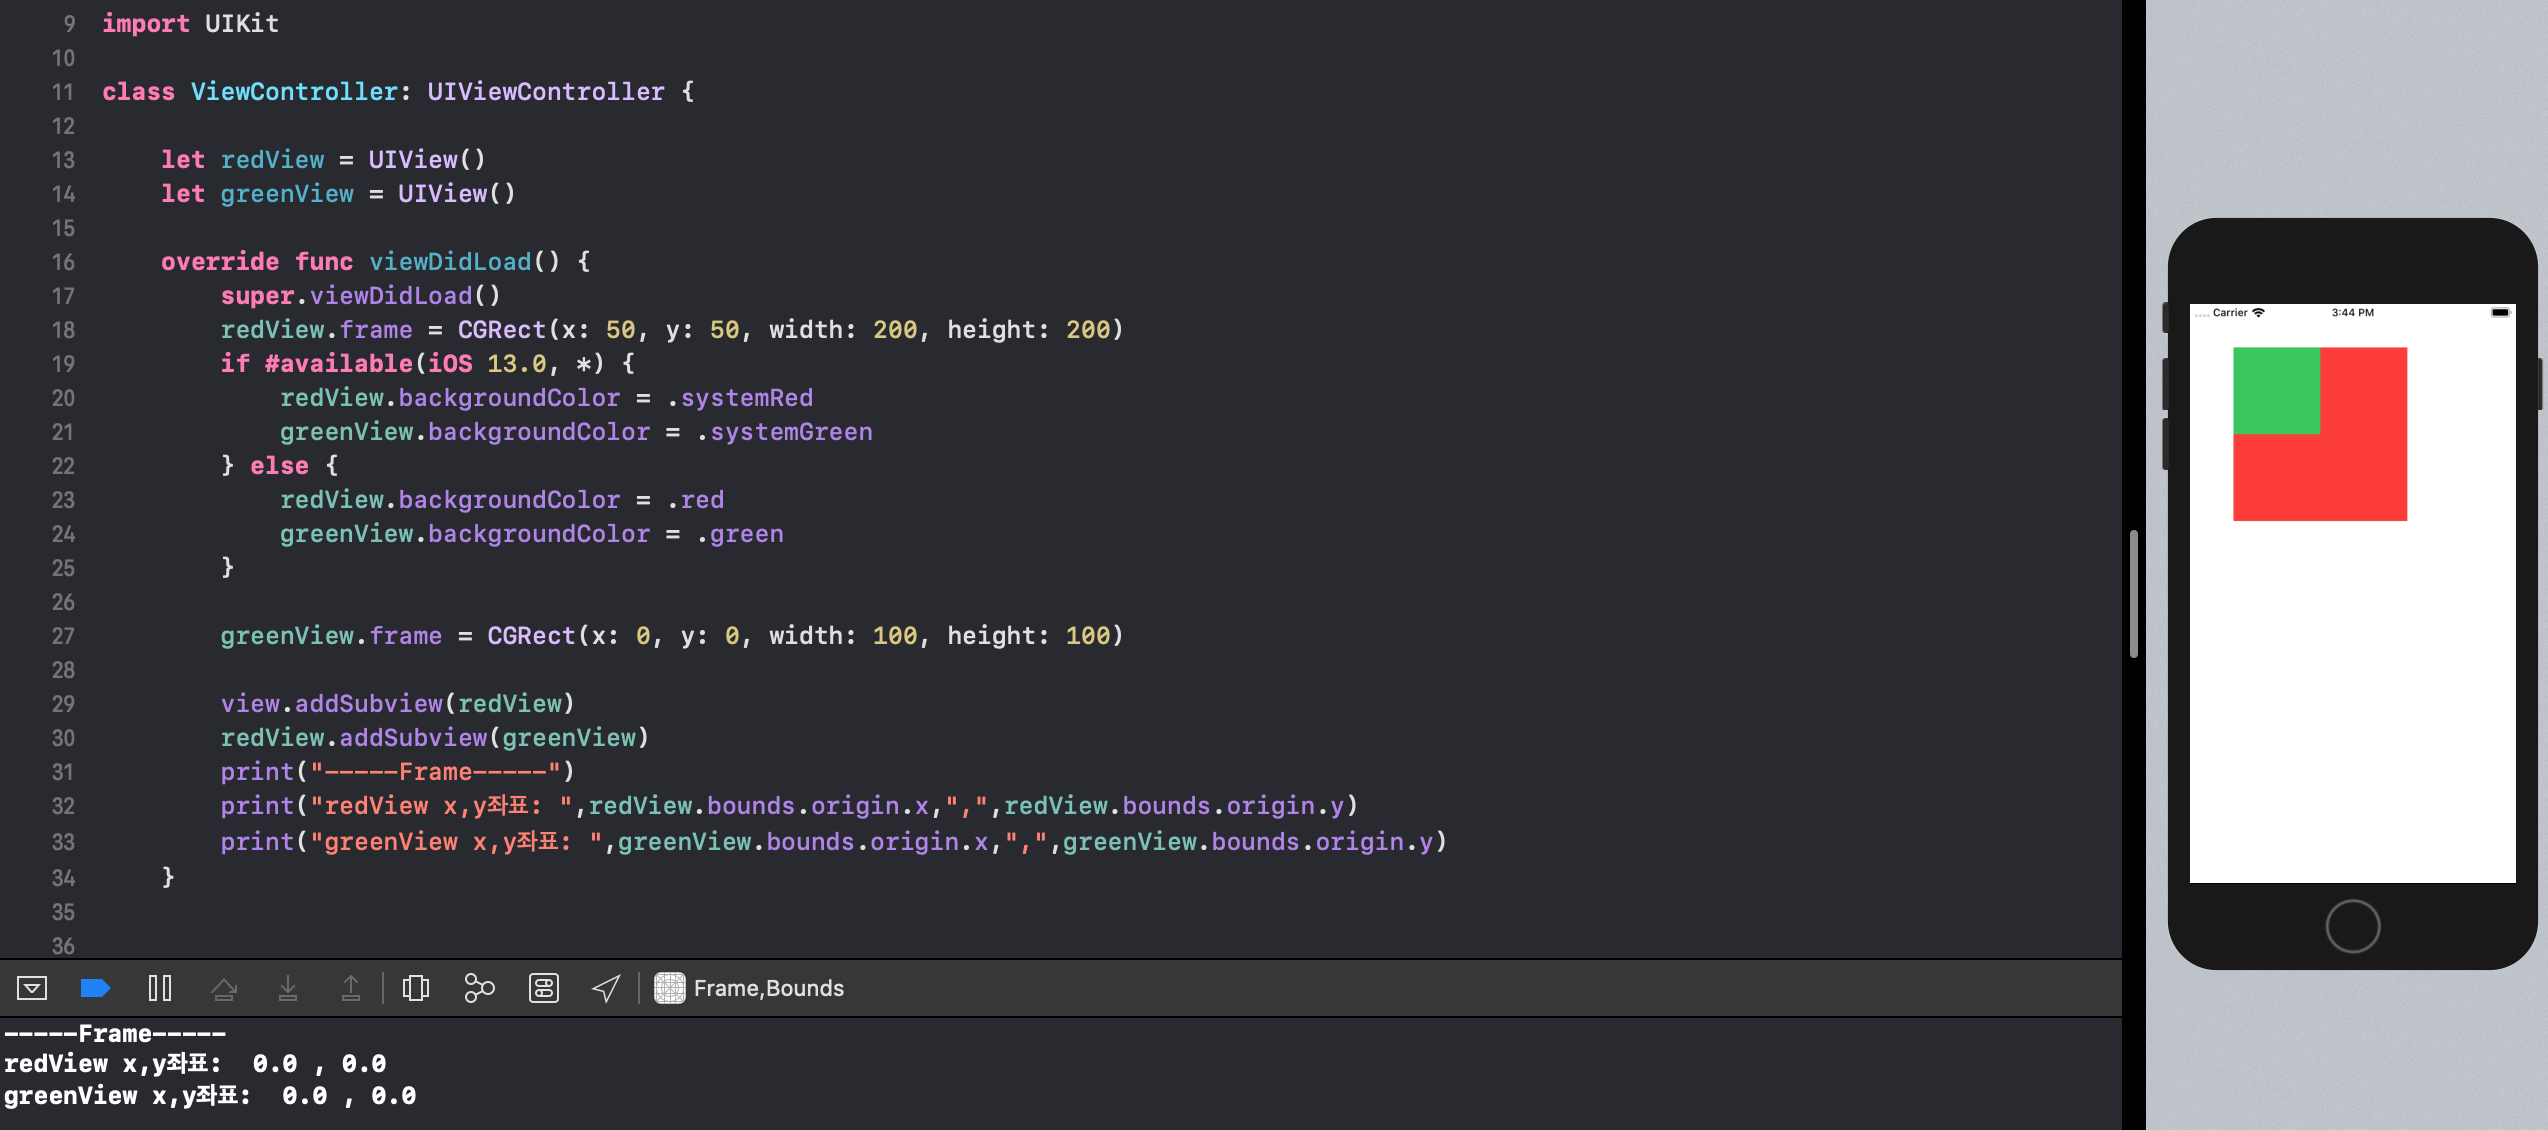 9 import UIKit
10
11 class ViewController: UIViewController {
12
13     let redView = UIView()
14     let greenView = UIView()
15
16     override func viewDidLoad() {
17         super.viewDidLoad()
18         redView.frame = CGRect(x: 50, y: 50, width: 200, height: 200)
19         if #available(iOS 13.0, *) {
20             redView.backgroundColor = .systemRed
21             greenView.backgroundColor = .systemGreen
22         } else {
23             redView.backgroundColor = .red
24             greenView.backgroundColor = .green
25         }
26
27         greenView.frame = CGRect(x: 0, y: 0, width: 100, height: 100)
28
29         view.addSubview(redView)
30         redView.addSubview(greenView)
31         print("-----Frame-----")
32         print("redView x,y좌표: ",redView.bounds.origin.x,",",redView.bounds.origin.y)
33         print("greenView x,y좌표: ",greenView.bounds.origin.x,",",greenView.bounds.origin.y)
34     }
35
36
Frame,Bounds
-----Frame-----
redView x,y좌표:  0.0 , 0.0
greenView x,y좌표:  0.0 , 0.0
Carrier 3:44 PM